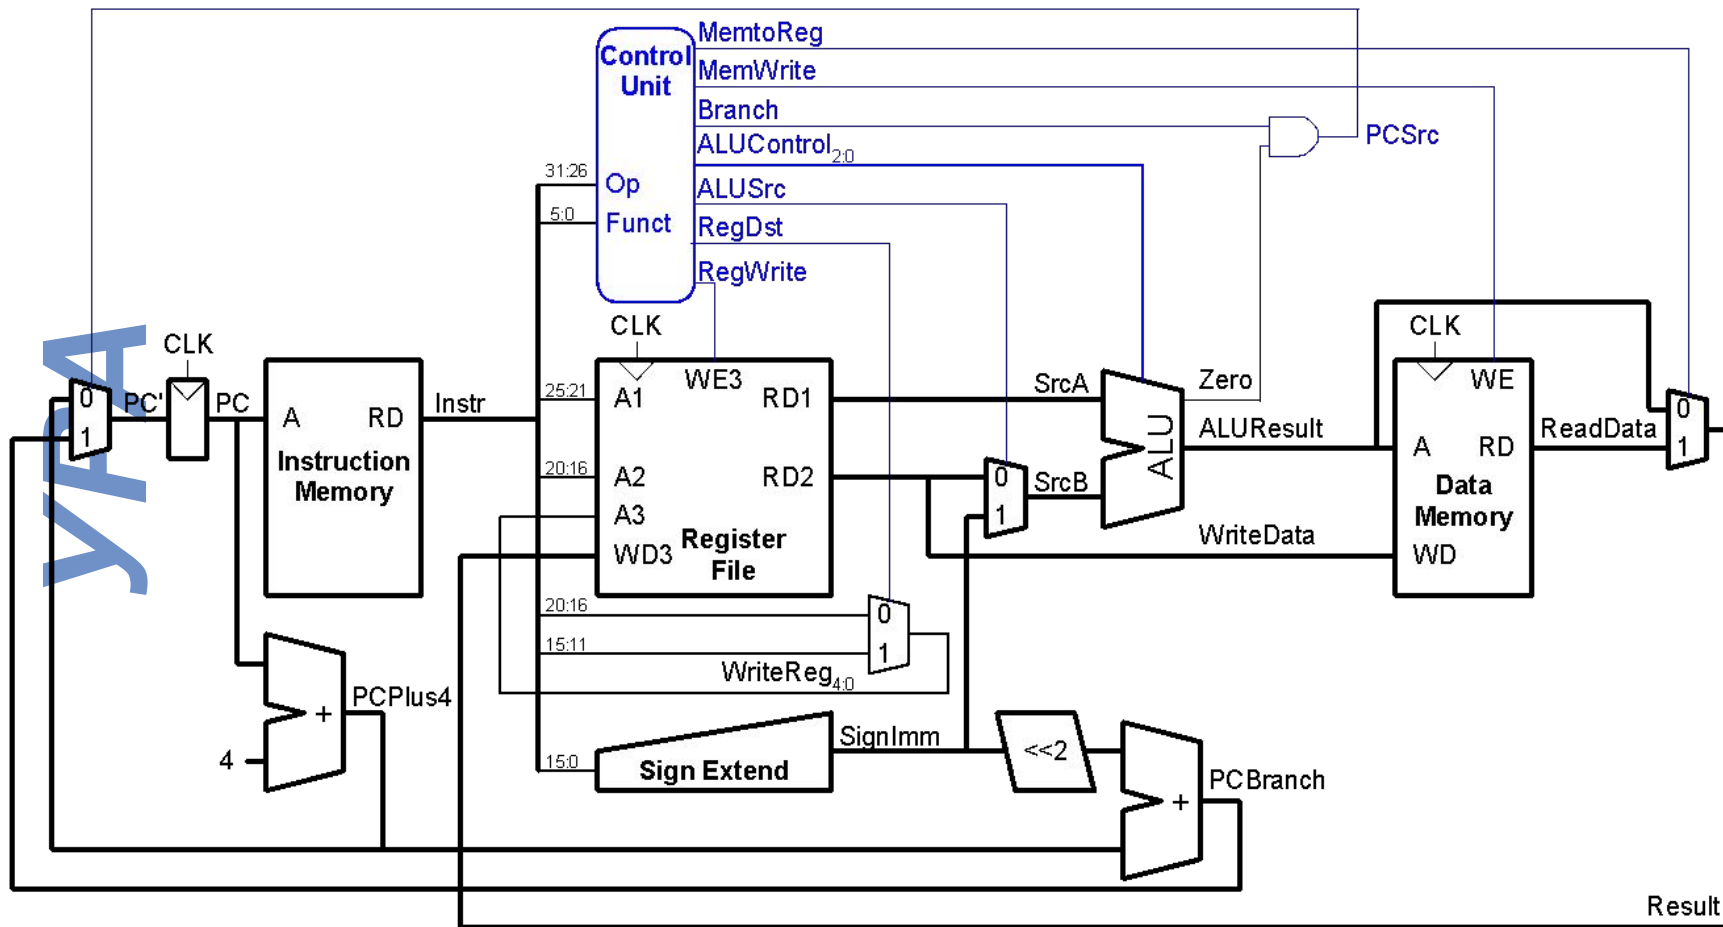 MemtoReg
Control
Unit
MemWrite
Branch
PCSrc
ALUControl2:0
31:26
Op
ALUSrc
5:0
Funct
RegDst
RegWrite
CLK
CLK
CLK
WE3
WE
0
PC'
PC
A
RD
Instr
25:21
A1
RD1
SrcA
Zero
0
1
Instruction
Memory
ALU
ALUResult
A
RD
ReadData
1
20:16
A2
RD2
0
SrcB
Data
Memory
A3
1
Register
File
WD3
WriteData
WD
20:16
0
15:11
1
WriteReg4:0
PCPlus4
+
4
SignImm
<<2
15:0
Sign Extend
PCBranch
+
Result